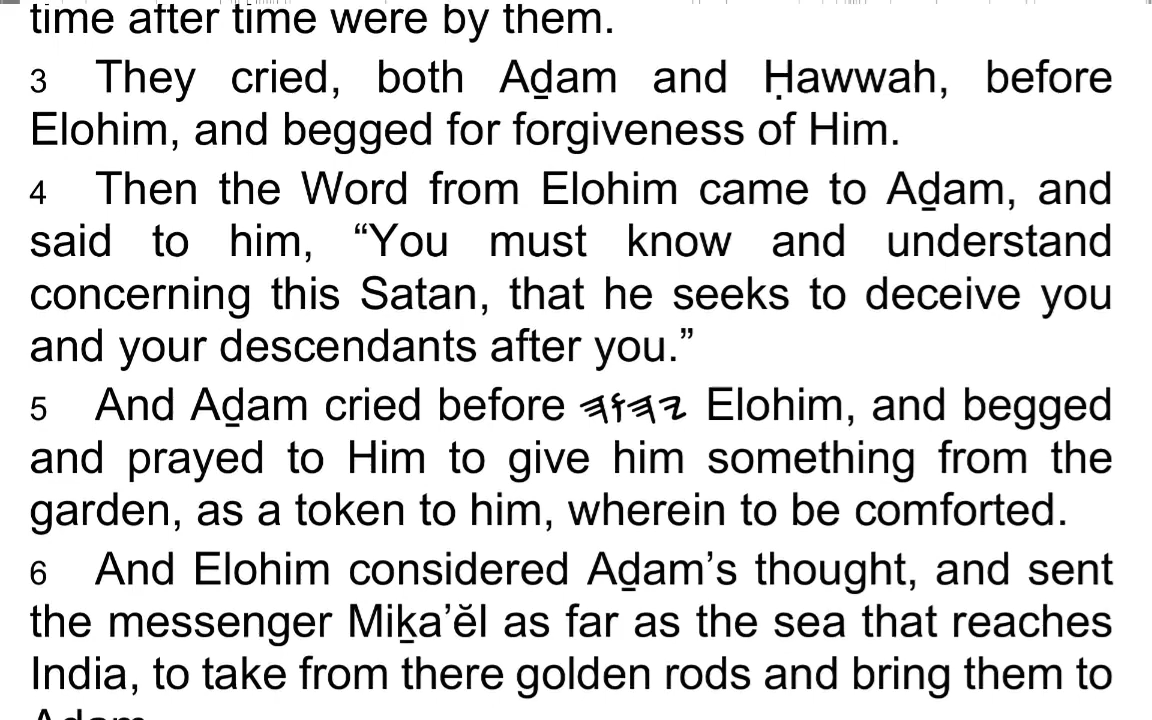 time after time were by them.
3 They cried, both Aḏam and Ḥawwah, before
Elohim, and begged for forgiveness of Him.
4 Then the Word from Elohim came to Aḏam, and
said to him, “You must know and understand
concerning this Satan, that he seeks to deceive you
and your descendants after you.”
5 And Aḏam cried before 𐤉𐤄𐤅𐤄 Elohim, and begged
and prayed to Him to give him something from the
garden, as a token to him, wherein to be comforted.
6 And Elohim considered Aḏam’s thought, and sent
the messenger Miḵa’ĕl as far as the sea that reaches
India, to take from there golden rods and bring them to